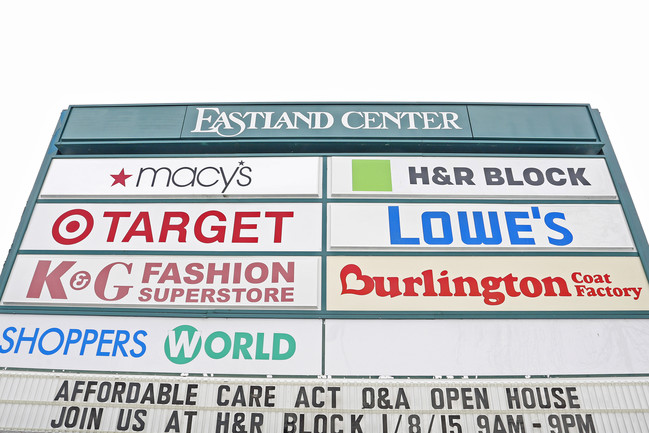 EASTLAND CENTER
macy's
H&R BLOCK
TARGET
LOWE'S
K&G FASHION
SUPERSTORE
Burlington Coat
Factory
SHOPPERS WORLD
AFFORDABLE CARE ACT Q&A OPEN HOUSE
JOIN US AT H&R BLOCK 1/8/15 9AM-9PM